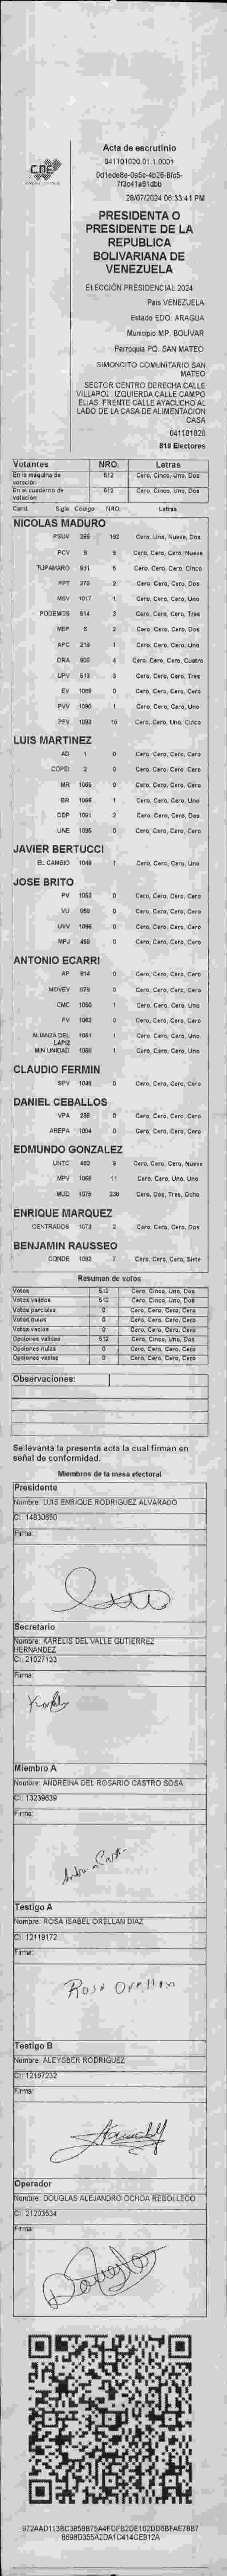 CNE
Acta de escrutinio
041101020.01.1.0001
28/07/2024 06:33:41 PM
PRESIDENTA O
PRESIDENTE DE LA
REPUBLICA
BOLIVARIANA DE
VENEZUELA
ELECCIÓN PRESIDENCIAL 2024
Pais VENEZUELA
Estado EDO. ARAGUA
Municipio MP. BOLIVAR
Parroquia PQ. SAN MATEO
SIMONCITO COMUNITARIO SAN
MATEO
SECTOR CENTRO DERECHA CALLE
VILLAPOL. IZQUIERDA CALLE CAMPO
ELIAS. FRENTE CALLE AYACUCHO AL
LADO DE LA CASA DE ALIMENTACION
CASA
041101020
819 Electores
Votantes NRO. Letras
En la máquina de votación 512 Cero, Cinco, Uno, Dos
En el cuaderno de votación 512 Cero, Cinco, Uno, Dos
Cand. Sigla Código NRO. Letras
NICOLAS MADURO
PSUV 192 Cero, Uno, Nueve, Dos
PCV 9 9 Cero, Cero, Cero, Nueve
TUPAMARO 931 5 Cero, Cero, Cero, Cinco
PPT 2 Cero, Cero, Cero, Dos
MSV 1017 1 Cero, Cero, Cero, Uno
PODEMOS 514 3 Cero, Cero, Cero, Tres
MEP 6 2 Cero, Cero, Cero, Dos
APC 219 1 Cero, Cero, Cero, Uno
ORA 4 Cero, Cero, Cero, Cuatro
UPV 513 3 Cero, Cero, Cero, Tres
EV 1089 0 Cero, Cero, Cero, Cero
PVV 1090 1 Cero, Cero, Cero, Uno
PFV 1093 15 Cero, Cero, Uno, Cinco
LUIS MARTINEZ
AD 1 0 Cero, Cero, Cero, Cero
COPEI 2 0 Cero, Cero, Cero, Cero
MR 1065 0 Cero, Cero, Cero, Cero
BR 1086 1 Cero, Cero, Cero, Uno
DDP 1091 2 Cero, Cero, Cero, Dos
UNE 1095 0 Cero, Cero, Cero, Cero
JAVIER BERTUCCI
EL CAMBIO 1048 1 Cero, Cero, Cero, Uno
JOSE BRITO
PV 1053 0 Cero, Cero, Cero, Cero
VU 968 0 Cero, Cero, Cero, Cero
UVV 1096 0 Cero, Cero, Cero, Cero
MPJ 450 0 Cero, Cero, Cero, Cero
ANTONIO ECARRI
AP 914 0 Cero, Cero, Cero, Cero
MOVEV 978 0 Cero, Cero, Cero, Cero
CMC 1050 1 Cero, Cero, Cero, Uno
FV 1062 0 Cero, Cero, Cero, Cero
ALIANZA DEL LAPIZ 1051 1 Cero, Cero, Cero, Uno
MIN UNIDAD 1088 1 Cero, Cero, Cero, Uno
CLAUDIO FERMIN
SPV 1048 0 Cero, Cero, Cero, Cero
DANIEL CEBALLOS
VPA 238 0 Cero, Cero, Cero, Cero
AREPA 1094 0 Cero, Cero, Cero, Cero
EDMUNDO GONZALEZ
UNTC 460 9 Cero, Cero, Cero, Nueve
MPV 1069 11 Cero, Cero, Uno, Uno
MUD 1078 238 Cero, Dos, Tres, Ocho
ENRIQUE MARQUEZ
CENTRADOS 1073 2 Cero, Cero, Cero, Dos
BENJAMIN RAUSSEO
CONDE 1092 7 Cero, Cero, Cero, Siete
Resumen de votos
Votos 512 Cero, Cinco, Uno, Dos
Votos válidos 512 Cero, Cinco, Uno, Dos
Votos parciales 0 Cero, Cero, Cero, Cero
Votos nulos 0 Cero, Cero, Cero, Cero
Votos vacíos 0 Cero, Cero, Cero, Cero
Opciones válidas 512 Cero, Cinco, Uno, Dos
Opciones nulas 0 Cero, Cero, Cero, Cero
Opciones vacías 0 Cero, Cero, Cero, Cero
Observaciones:
Se levanta la presente acta la cual firman en
señal de conformidad.
Miembros de la mesa electoral
Presidente
Nombre: LUIS ENRIQUE RODRIGUEZ ALVARADO
CI: 14830650
Firma:
Secretario
Nombre: KARELIS DEL VALLE GUTIERREZ
HERNANDEZ
CI: 21027133
Firma:
Miembro A
Nombre: ANDREINA DEL ROSARIO CASTRO SOSA
CI: 13239639
Firma:
Testigo A
Nombre: ROSA ISABEL ORELLAN DIAZ
CI: 12119172
Firma:
Rosa Orellan
Testigo B
Nombre: ALEYSBER RODRIGUEZ
CI: 12167232
Firma:
Operador
Nombre: DOUGLAS ALEJANDRO OCHOA REBOLLEDO
CI: 21203534
Firma: